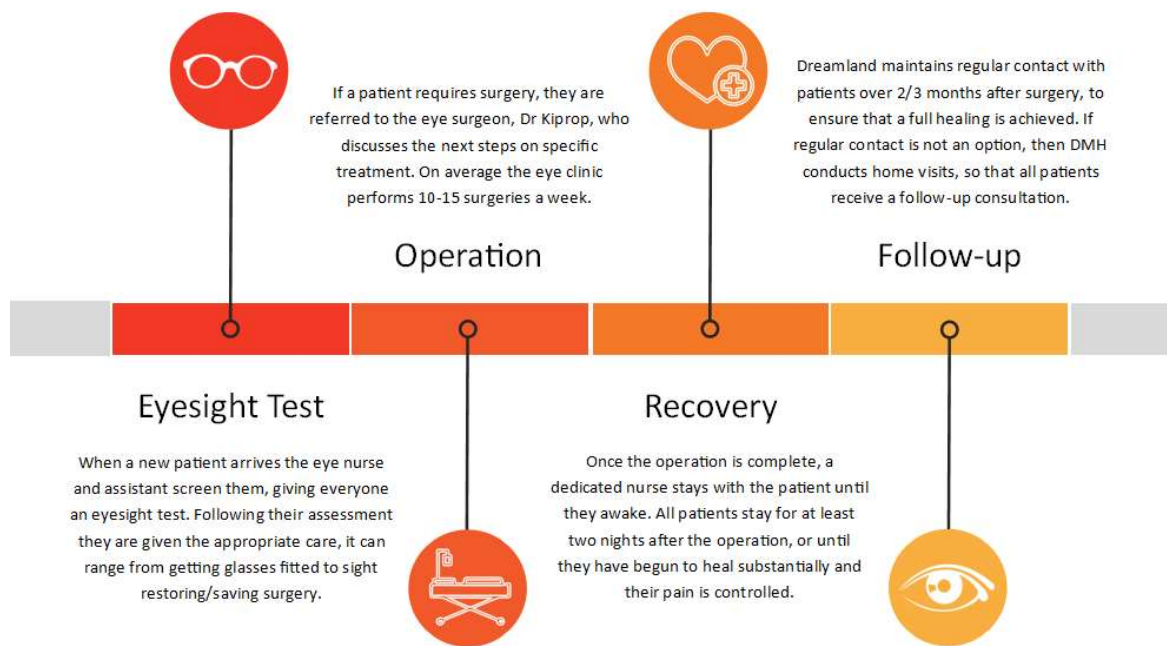 Eyesight Test
When a new patient arrives the eye nurse
and assistant screen them, giving everyone
an eyesight test. Following their assessment
they are given the appropriate care, it can
range from getting glasses fitted to sight
restoring/saving surgery.
If a patient requires surgery, they are
referred to the eye surgeon, Dr Kiprop, who
discusses the next steps on specific
treatment. On average the eye clinic
performs 10-15 surgeries a week.
Operation
Recovery
Once the operation is complete, a
dedicated nurse stays with the patient until
they awake. All patients stay for at least
two nights after the operation, or until
they have begun to heal substantially and
their pain is controlled.
Dreamland maintains regular contact with
patients over 2/3 months after surgery, to
ensure that a full healing is achieved. If
regular contact is not an option, then DMH
conducts home visits, so that all patients
receive a follow-up consultation.
Follow-up